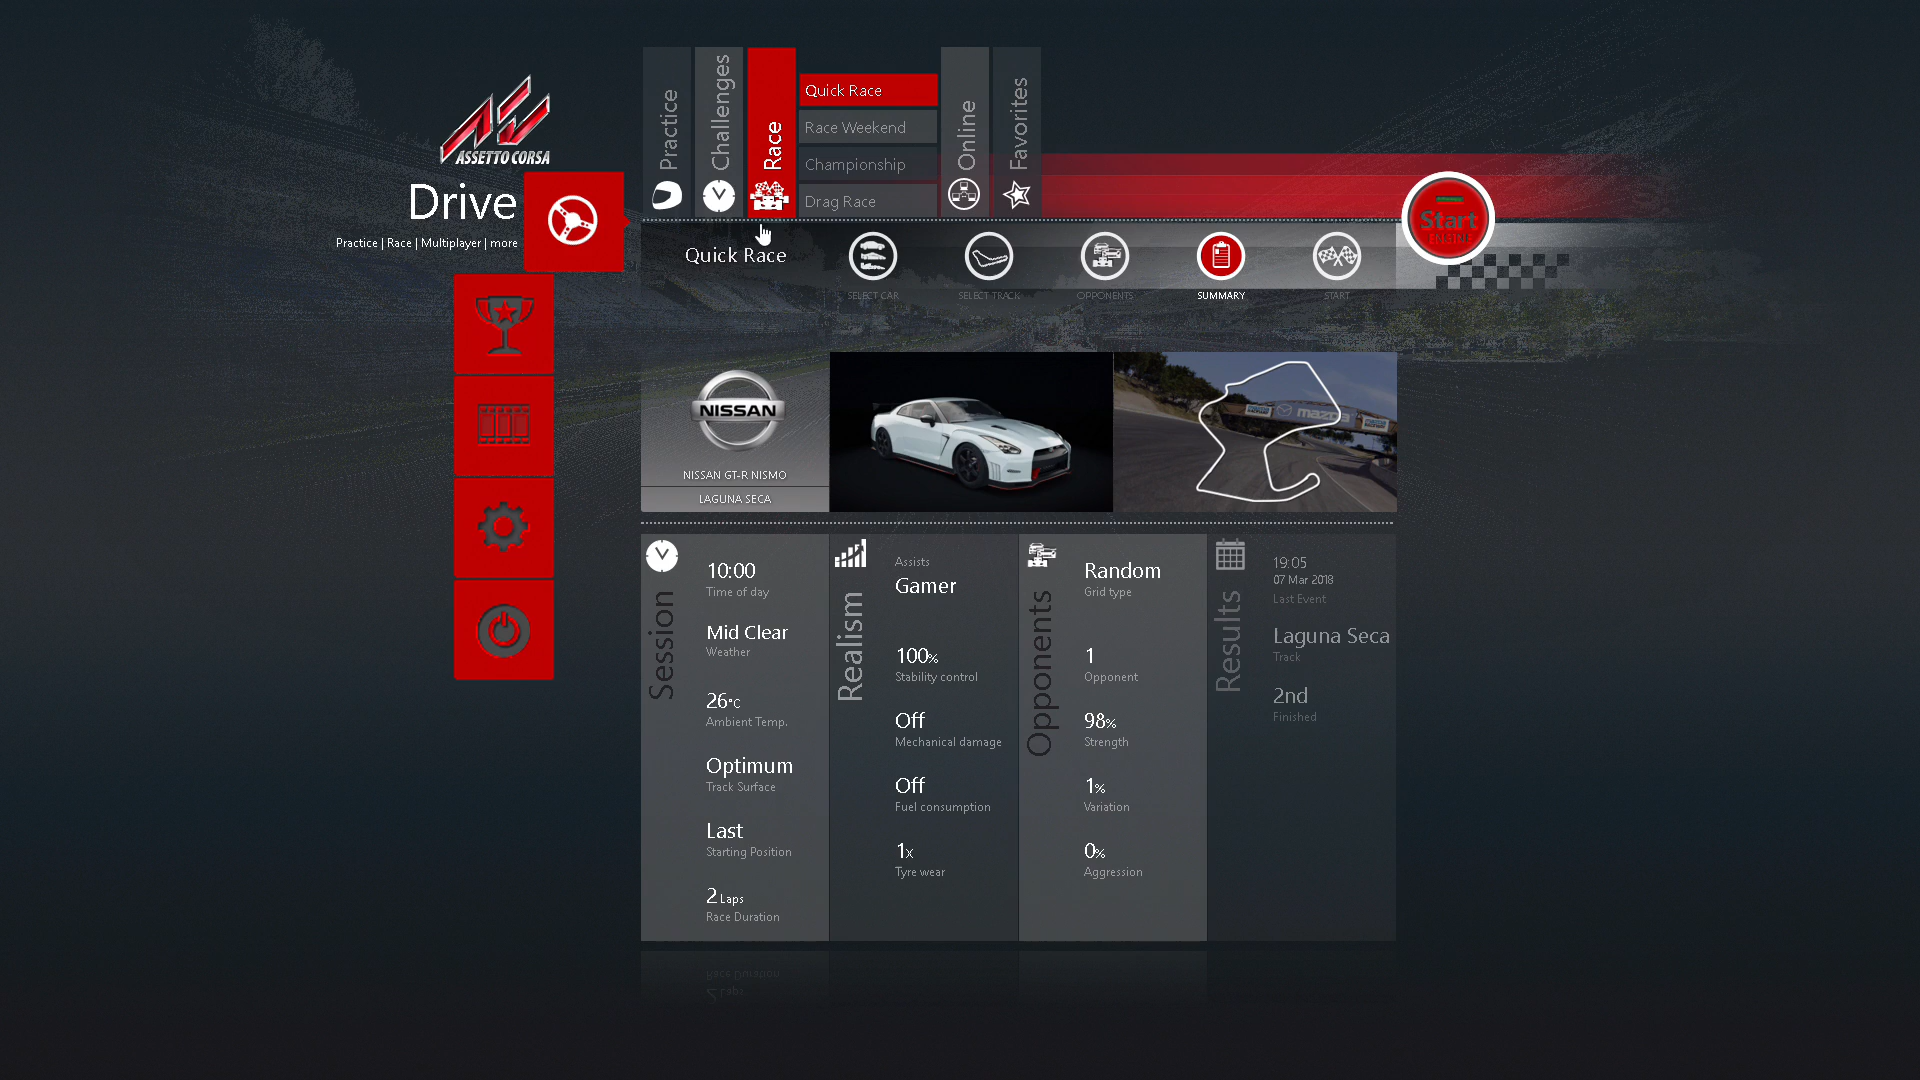 Practice
Challenges
Race
Quick Race
Race Weekend
Championship
Drag Race
Online
Favorites
ASSETTO CORSA
Drive
Practice | Race | Multiplayer | more
Start
ENGINE
Quick Race
SELECT CAR
SELECT TRACK
OPPONENTS
SUMMARY
START
NISSAN
NISSAN GT-R NISMO
LAGUNA SECA
mazda
Session
10:00
Time of day
Mid Clear
Weather
26°C
Ambient Temp.
Optimum
Track Surface
Last
Starting Position
2 Laps
Race Duration
Realism
Assists
Gamer
100%
Stability control
Off
Mechanical damage
Off
Fuel consumption
1x
Tyre wear
Opponents
Random
Grid type
1
Opponent
98%
Strength
1%
Variation
0%
Aggression
Results
19:05
07 Mar 2018
Last Event
Laguna Seca
Track
2nd
Finished